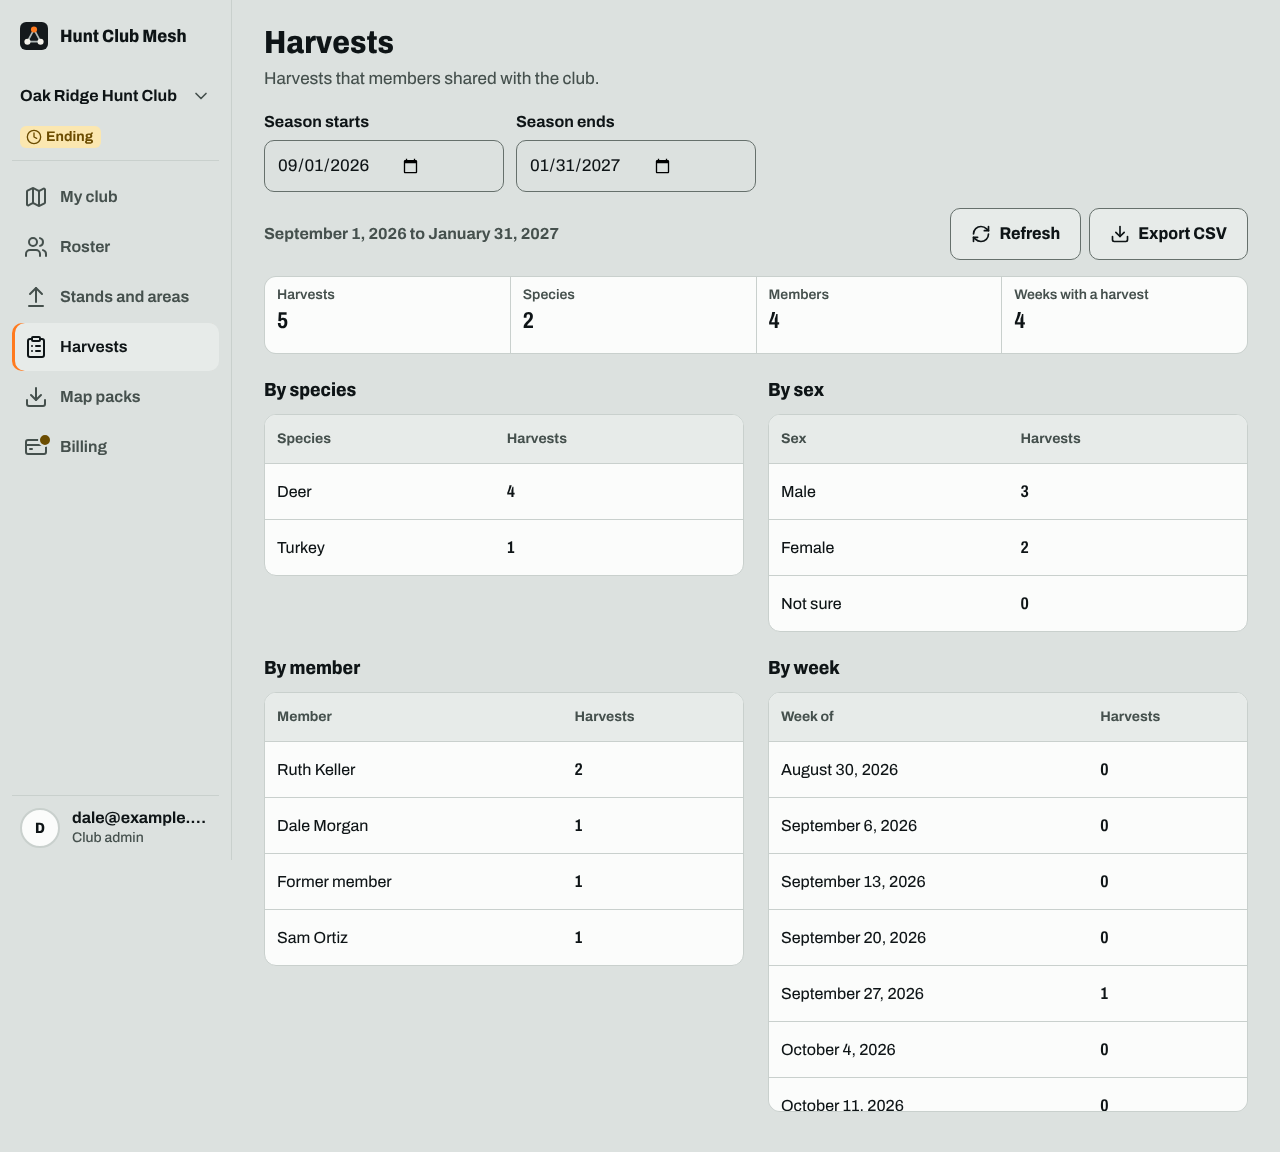 Hunt Club Mesh
Oak Ridge Hunt Club
Ending
My club
Roster
Stands and areas
Harvests
Map packs
Billing
D
dale@example....
Club admin
Harvests
Harvests that members shared with the club.
Season starts
Season ends
09/01/2026
01/31/2027
September 1, 2026 to January 31, 2027
Refresh
Export CSV
Harvests
5
Species
2
Members
4
Weeks with a harvest
4
By species
Species Harvests
Deer 4
Turkey 1
By sex
Sex Harvests
Male 3
Female 2
Not sure 0
By member
Member Harvests
Ruth Keller 2
Dale Morgan 1
Former member 1
Sam Ortiz 1
By week
Week of Harvests
August 30, 2026 0
September 6, 2026 0
September 13, 2026 0
September 20, 2026 0
September 27, 2026 1
October 4, 2026 0
October 11, 2026 0